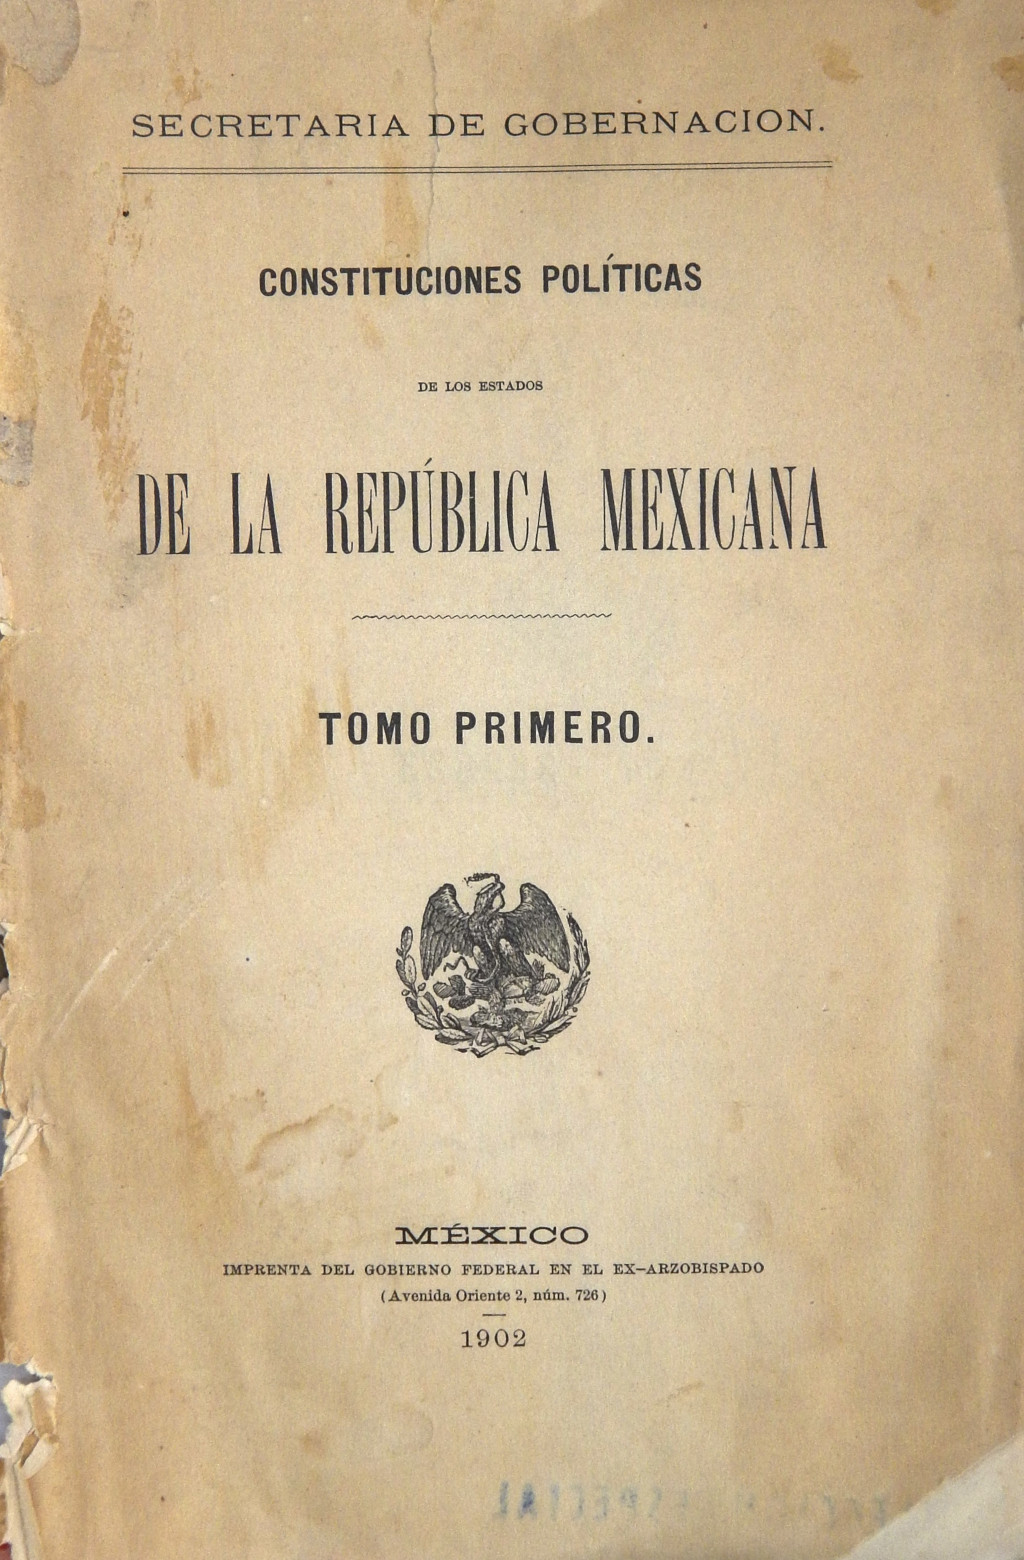 SECRETARIA DE GOBERNACION.
CONSTITUCIONES POLÍTICAS
DE LOS ESTADOS
DE LA REPÚBLICA MEXICANA
TOMO PRIMERO.
MÉXICO
IMPRENTA DEL GOBIERNO FEDERAL EN EL EX-ARZOBISPADO
(Avenida Oriente 2, núm. 726)
1902